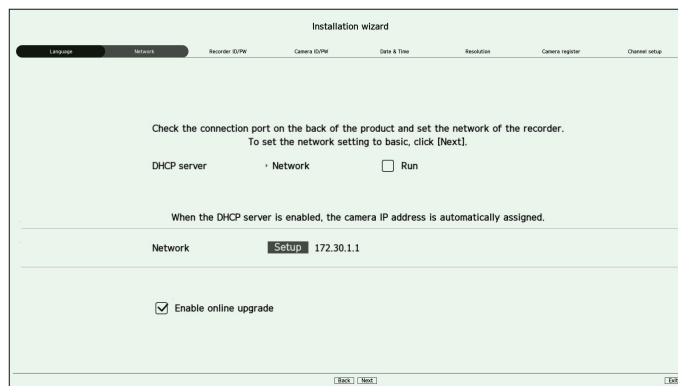 Installation wizard
Language Network Recorder ID/PW Camera ID/PW Date & Time Resolution Camera register Channel setup
Check the connection port on the back of the product and set the network of the recorder.
To set the network setting to basic, click [Next].
DHCP server Network Run
When the DHCP server is enabled, the camera IP address is automatically assigned.
Network Setup 172.30.1.1
Enable online upgrade
Back Next Exit